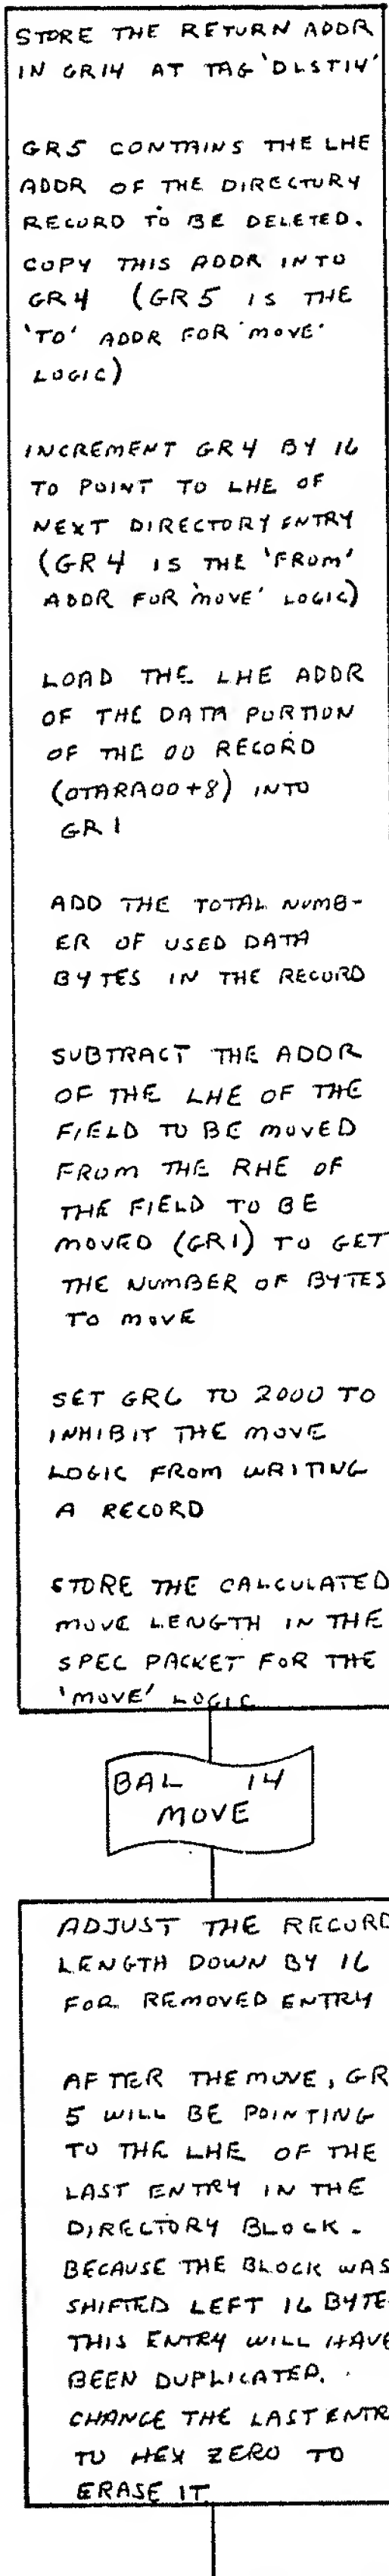 STORE THE RETURN ADDR
IN GR14 AT TAG 'DLST14'
GR5 CONTAINS THE LHE
ADDR OF THE DIRECTURY
RECORD TO BE DELETED.
COPY THIS ADDR INTO
GR4 (GR5 IS THE
'TO' ADDR FOR 'MOVE'
LOGIC)
INCREMENT GR4 BY 16
TO POINT TO LHE OF
NEXT DIRECTORY ENTRY
(GR4 IS THE 'FROM'
ADDR FOR 'MOVE' LOGIC)
LOAD THE LHE ADDR
OF THE DATA PORTION
OF THE 00 RECORD
(OTARA00+8) INTO
GR1
ADD THE TOTAL NUMB-
ER OF USED DATA
BYTES IN THE RECORD
SUBTRACT THE ADDR
OF THE LHE OF THE
FIELD TO BE MOVED
FROM THE RHE OF
THE FIELD TO BE
MOVED (GR1) TO GET
THE NUMBER OF BYTES
TO MOVE
SET GR6 TO 2000 TO
INHIBIT THE MOVE
LOGIC FROM WRITING
A RECORD
STORE THE CALCULATED
MOVE LENGTH IN THE
SPEC PACKET FOR THE
'MOVE' LOGIC
BAL 14
MOVE
ADJUST THE RECORD
LENGTH DOWN BY 16
FOR REMOVED ENTRY
AFTER THE MOVE, GR
5 WILL BE POINTING
TO THE LHE OF THE
LAST ENTRY IN THE
DIRECTORY BLOCK.
BECAUSE THE BLOCK WAS
SHIFTED LEFT 16 BYTE
THIS ENTRY WILL HAVE
BEEN DUPLICATED.
CHANGE THE LAST ENTR
TO HEX ZERO TO
ERASE IT